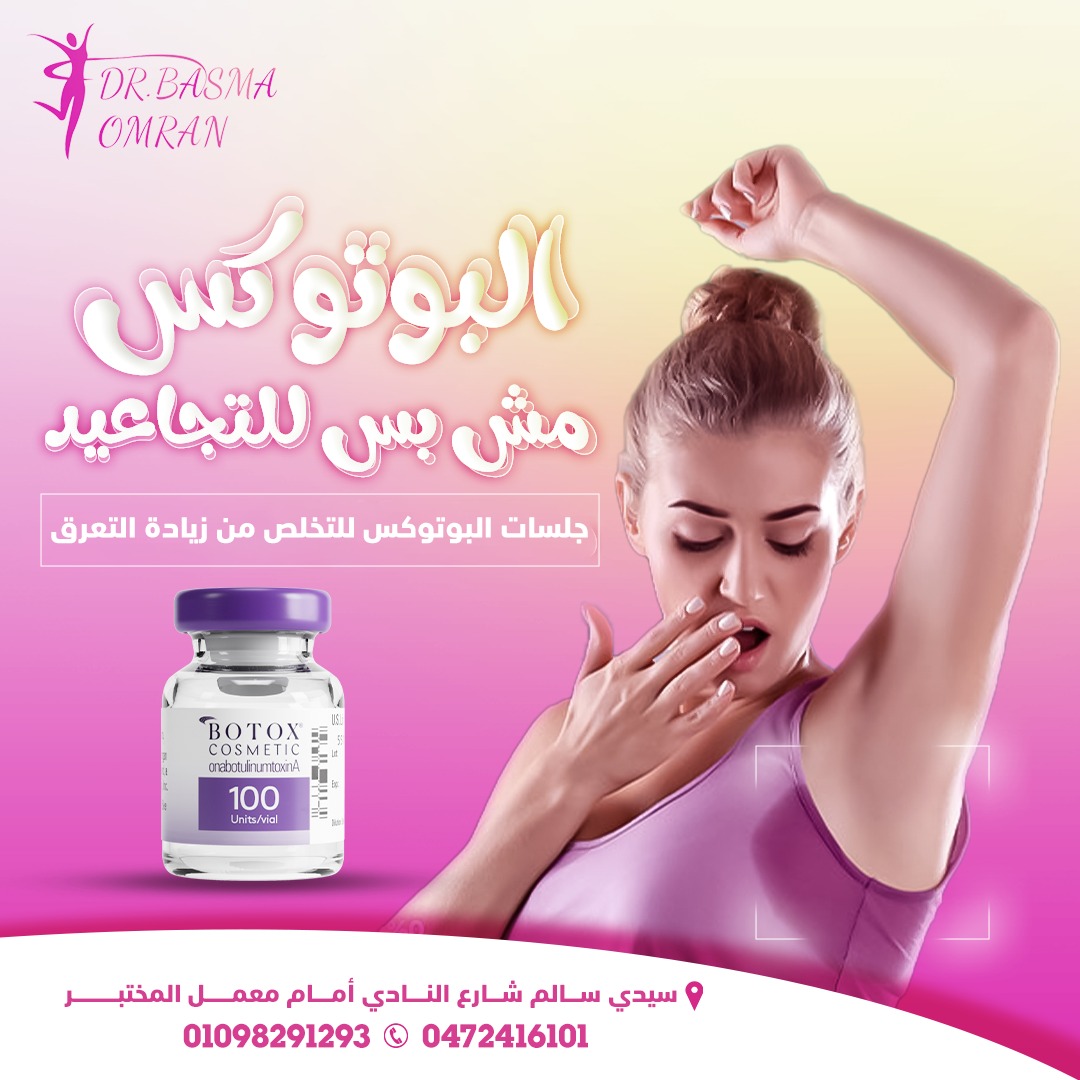 DR.BASMA
OMRAN
البوتوكس
مش بس للتجاعيد
جلسات البوتوكس للتخلص من زيادة التعرق
BOTOX
COSMETIC
onabotulinumtoxinA
100
Units/vial
سيدي سالم شارع النادي أمام معمل المختبر
01098291293 0472416101